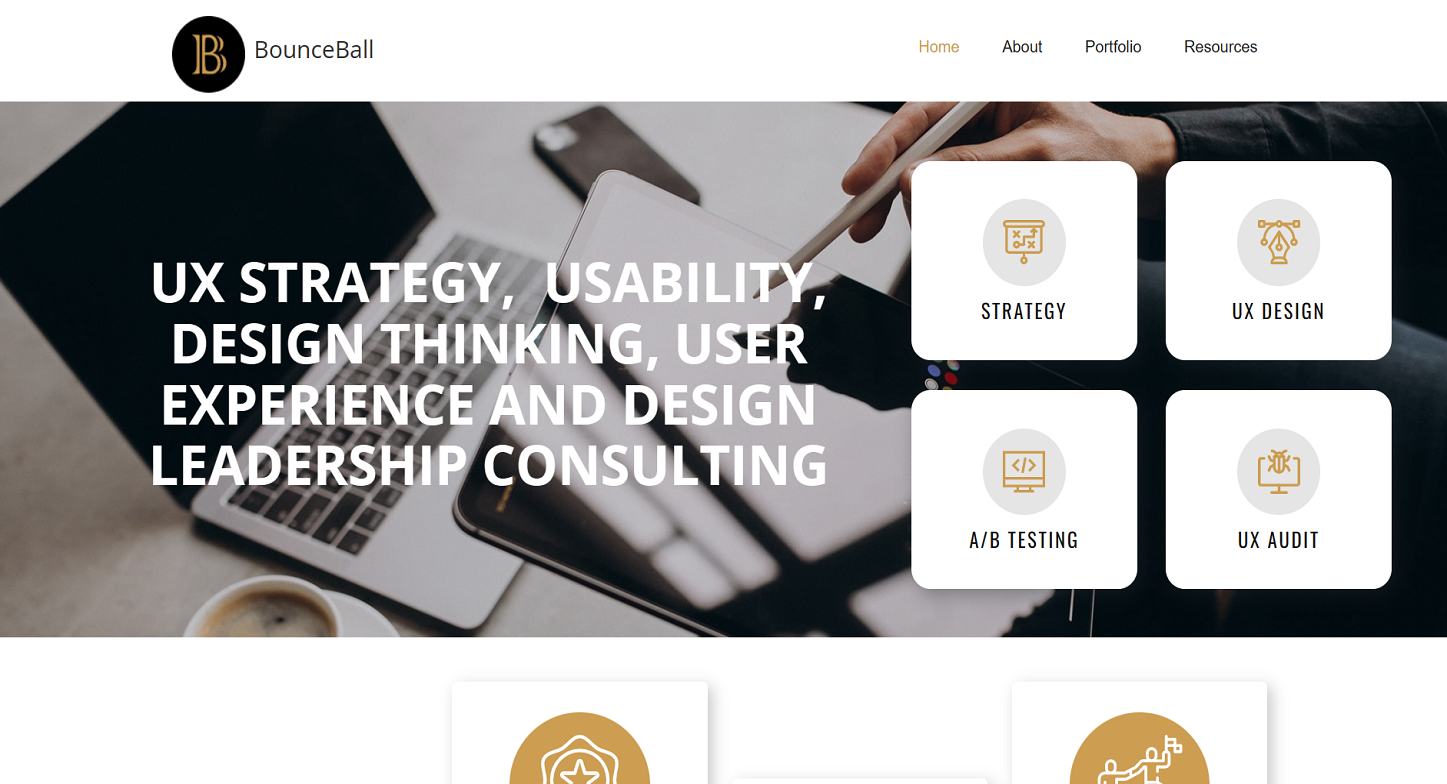 B BounceBall
Home About Portfolio Resources
UX STRATEGY, USABILITY,
DESIGN THINKING, USER
EXPERIENCE AND DESIGN
LEADERSHIP CONSULTING
STRATEGY
UX DESIGN
A/B TESTING
UX AUDIT